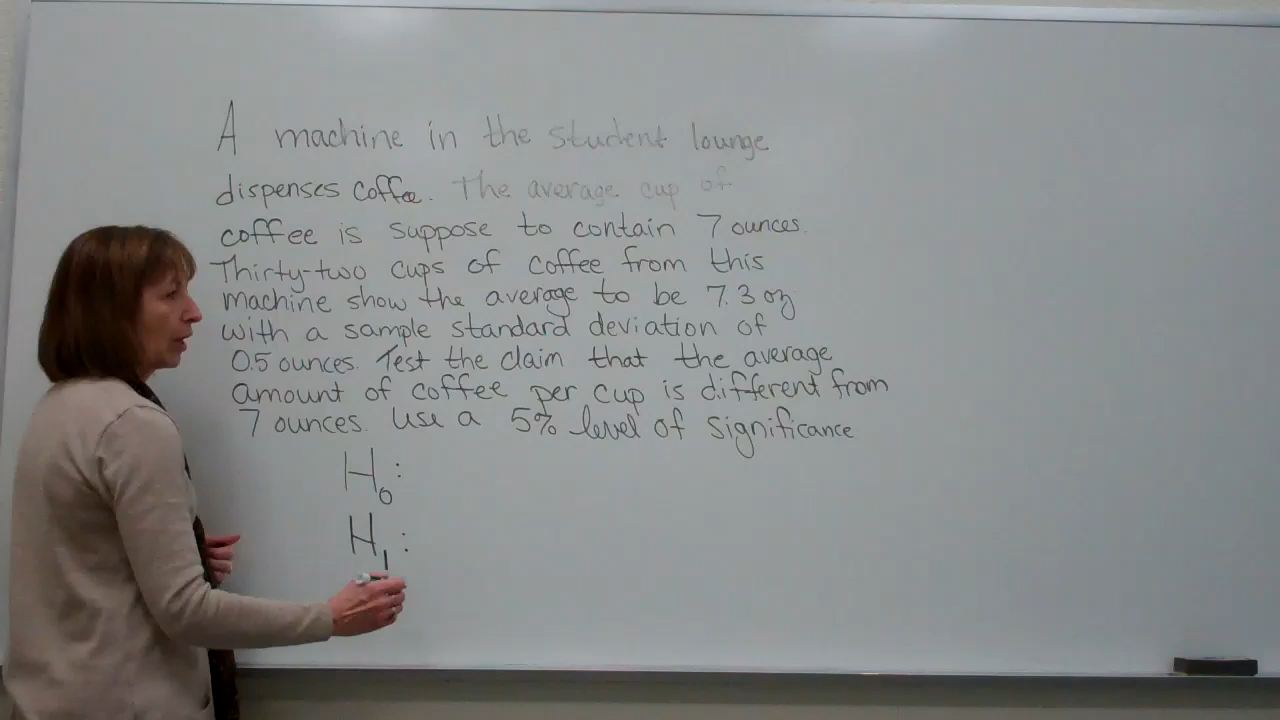 A machine in the student lounge
dispenses coffee. The average cup of
coffee is suppose to contain 7 ounces.
Thirty-two cups of coffee from this
machine show the average to be 7.3 oz
with a sample standard deviation of
0.5 ounces. Test the claim that the average
amount of coffee per cup is different from
7 ounces. Use a 5% level of significance
H₀:
H₁: